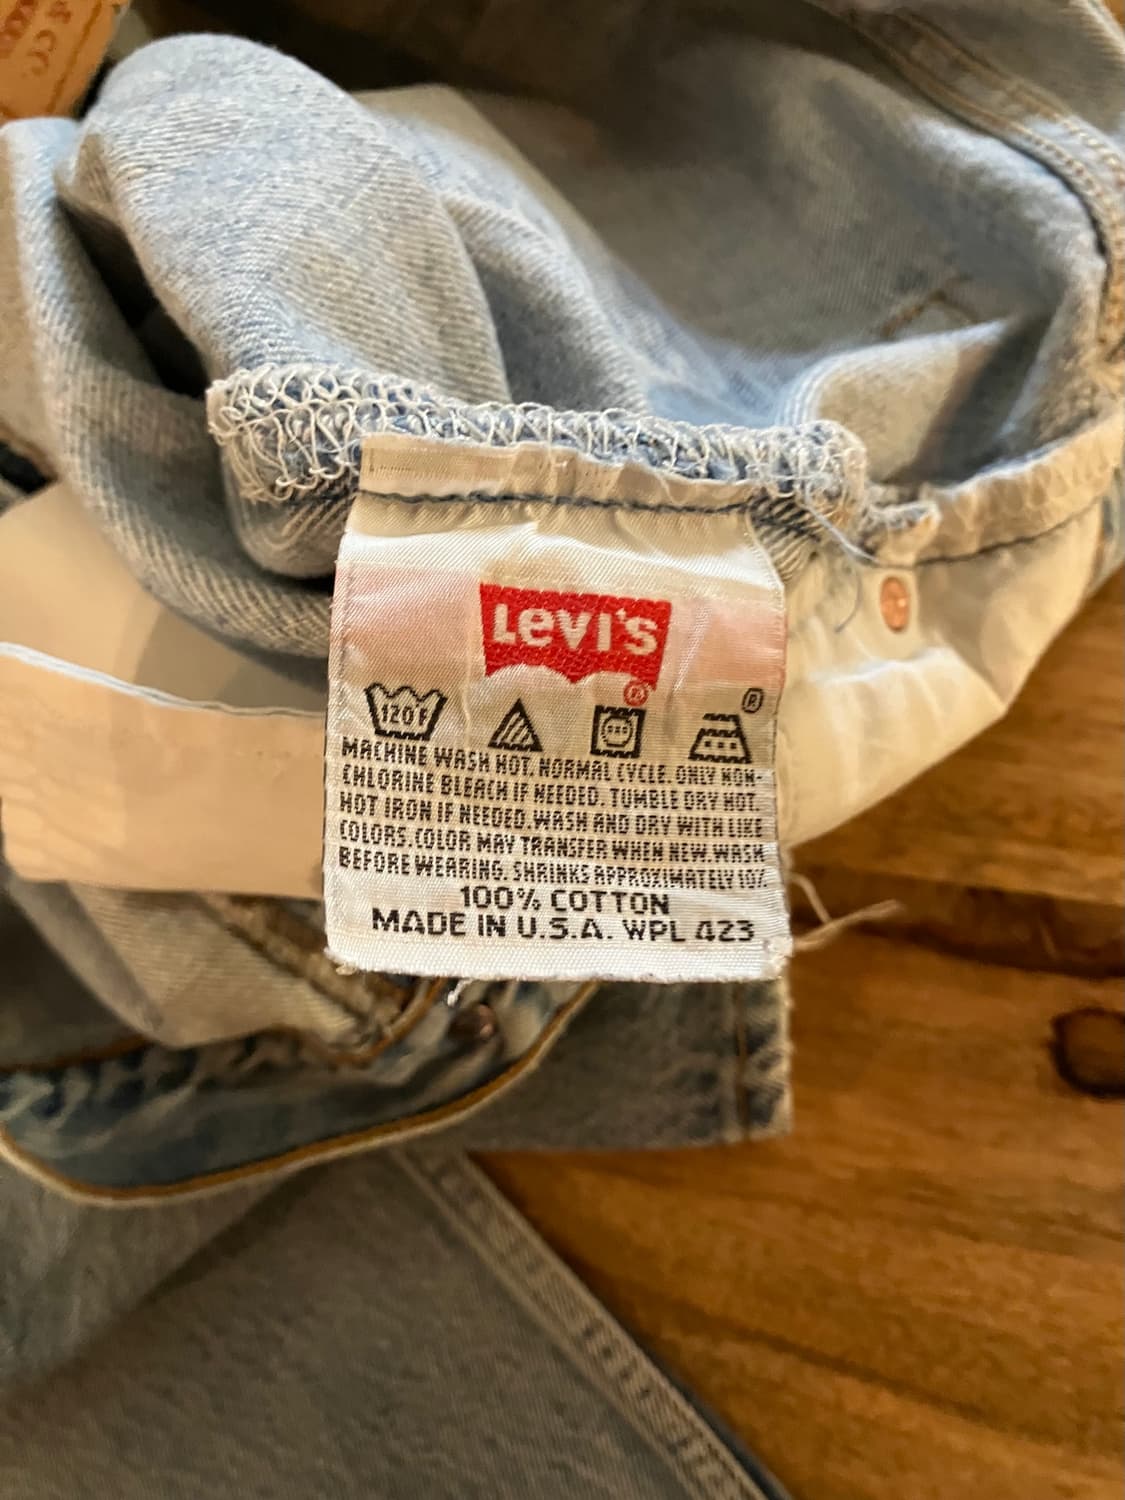 & CO.
LEVI'S
®
®
120F
MACHINE WASH HOT. NORMAL CYCLE. ONLY NON-
CHLORINE BLEACH IF NEEDED. TUMBLE DRY HOT.
HOT IRON IF NEEDED.WASH AND DRY WITH LIKE
COLORS.COLOR MAY TRANSFER WHEN NEW.WASH
BEFORE WEARING. SHRINKS APPROXIMATELY 10%.
100% COTTON
MADE IN U.S.A. WPL 423